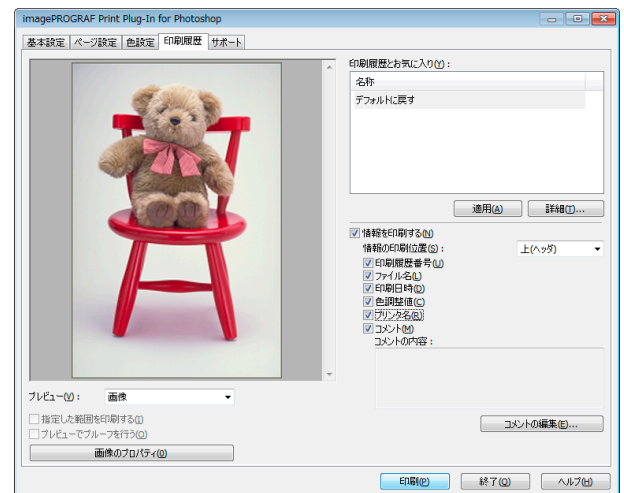 imagePROGRAF Print Plug-In for Photoshop
基本設定 ページ設定 色設定 印刷履歴 サポート
印刷履歴とお気に入り(Y)：
名称
デフォルトに戻す
適用(A) 詳細(T)...
情報を印刷する(N)
情報の印刷位置(S)： 上(ヘッダ)
印刷履歴番号(U)
ファイル名(L)
印刷日時(D)
色調整値(C)
プリンタ名(R)
コメント(M)
コメントの内容：
プレビュー(V)： 画像
指定した範囲を印刷する(I)
プレビューでプルーフを行う(O)
コメントの編集(E)...
画像のプロパティ(0)
印刷(P) 終了(Q) ヘルプ(H)